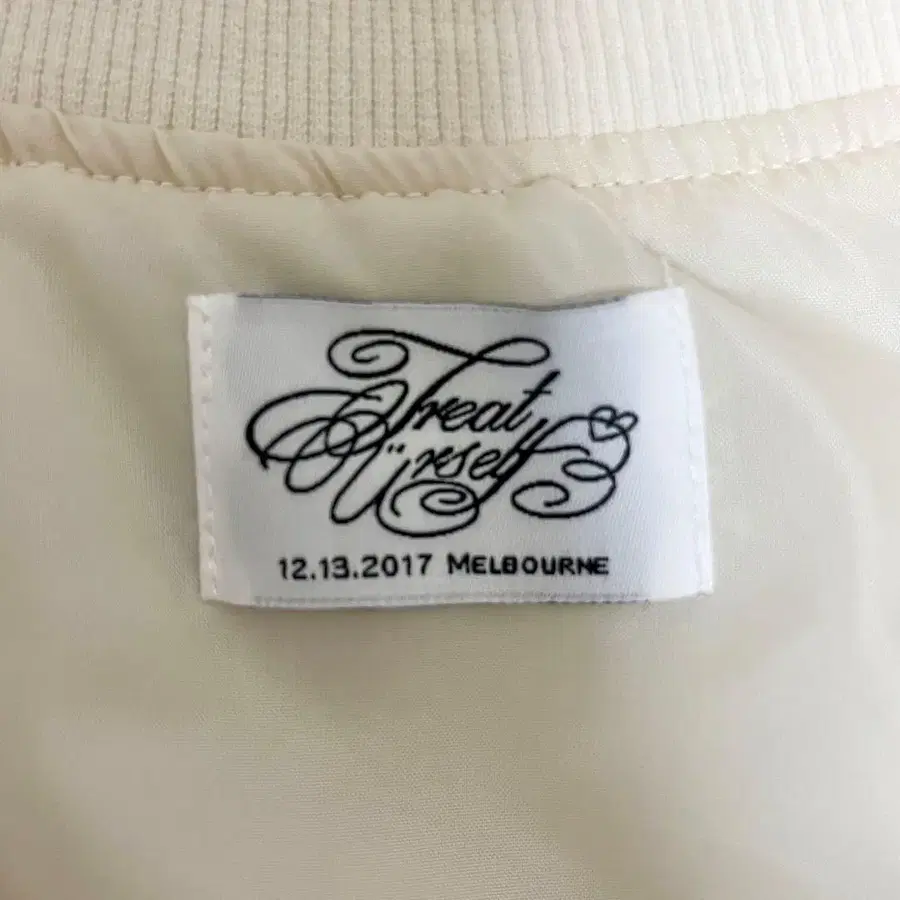 Treat
ürself
12.13.2017 MELBOURNE